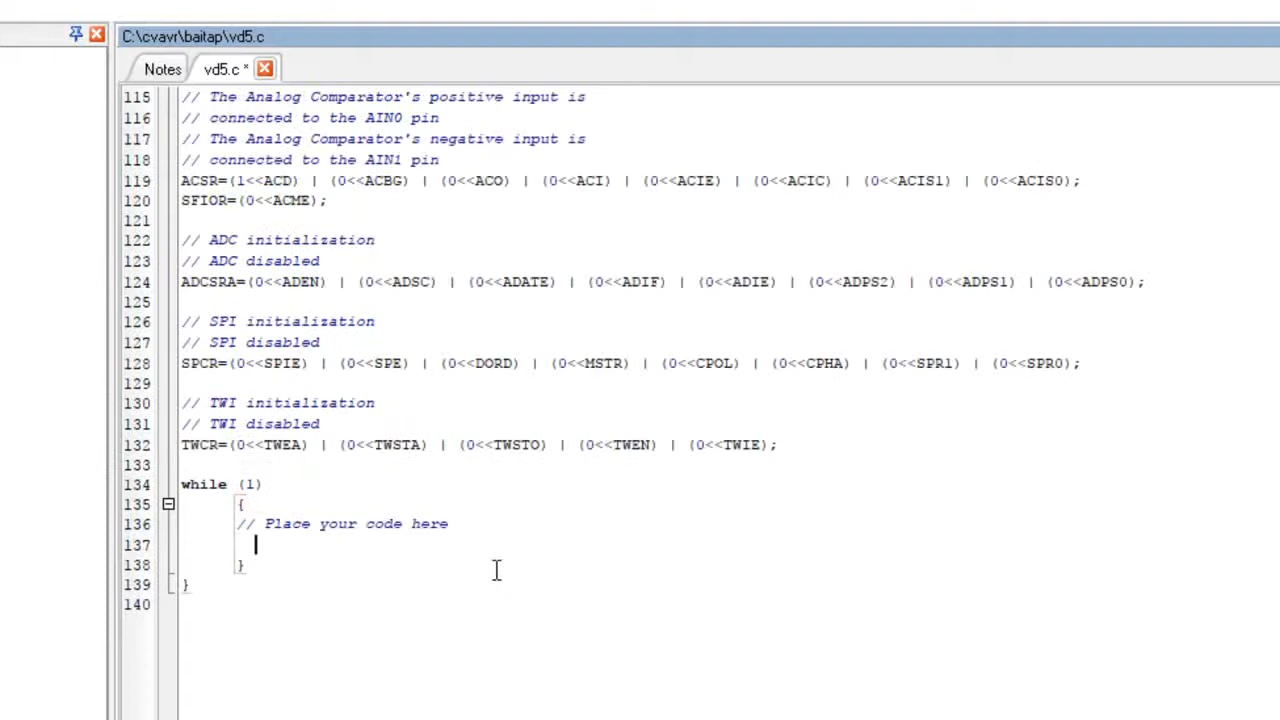 C:\cvavr\baitap\vd5.c
Notes vd5.c *
115 // The Analog Comparator's positive input is
116 // connected to the AIN0 pin
117 // The Analog Comparator's negative input is
118 // connected to the AIN1 pin
119 ACSR=(1<<ACD) | (0<<ACBG) | (0<<ACO) | (0<<ACI) | (0<<ACIE) | (0<<ACIC) | (0<<ACIS1) | (0<<ACIS0);
120 SFIOR=(0<<ACME);
121
122 // ADC initialization
123 // ADC disabled
124 ADCSRA=(0<<ADEN) | (0<<ADSC) | (0<<ADATE) | (0<<ADIF) | (0<<ADIE) | (0<<ADPS2) | (0<<ADPS1) | (0<<ADPS0);
125
126 // SPI initialization
127 // SPI disabled
128 SPCR=(0<<SPIE) | (0<<SPE) | (0<<DORD) | (0<<MSTR) | (0<<CPOL) | (0<<CPHA) | (0<<SPR1) | (0<<SPR0);
129
130 // TWI initialization
131 // TWI disabled
132 TWCR=(0<<TWEA) | (0<<TWSTA) | (0<<TWSTO) | (0<<TWEN) | (0<<TWIE);
133
134 while (1)
135 {
136 // Place your code here
137
138 }
139 }
140